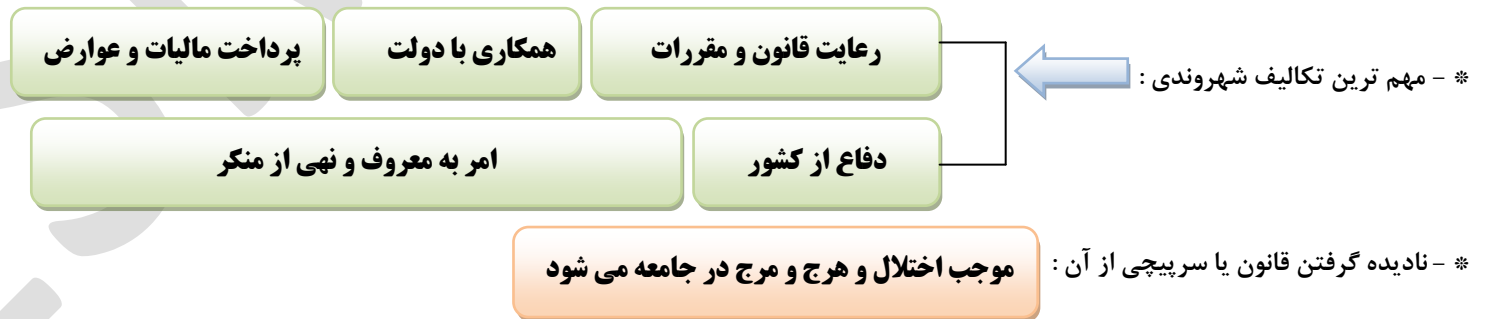 * - مهم ترین تکالیف شهروندی :
رعایت قانون و مقررات
همکاری با دولت
پرداخت مالیات و عوارض
دفاع از کشور
امر به معروف و نهی از منکر
* - نادیده گرفتن قانون یا سرپیچی از آن : موجب اختلال و هرج و مرج در جامعه می شود